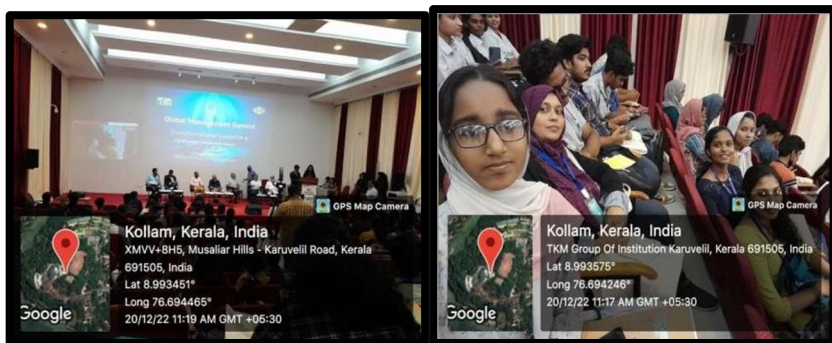 Global Management Summit
GPS Map Camera
Kollam, Kerala, India
XMVV+8H5, Musaliar Hills - Karuvelil Road, Kerala
691505, India
Lat 8.993451°
Long 76.694465°
20/12/22 11:19 AM GMT +05:30
Google
GPS Map Camera
Kollam, Kerala, India
TKM Group Of Institution Karuvelil, Kerala 691505, India
Lat 8.993575°
Long 76.694246°
20/12/22 11:17 AM GMT +05:30
Google